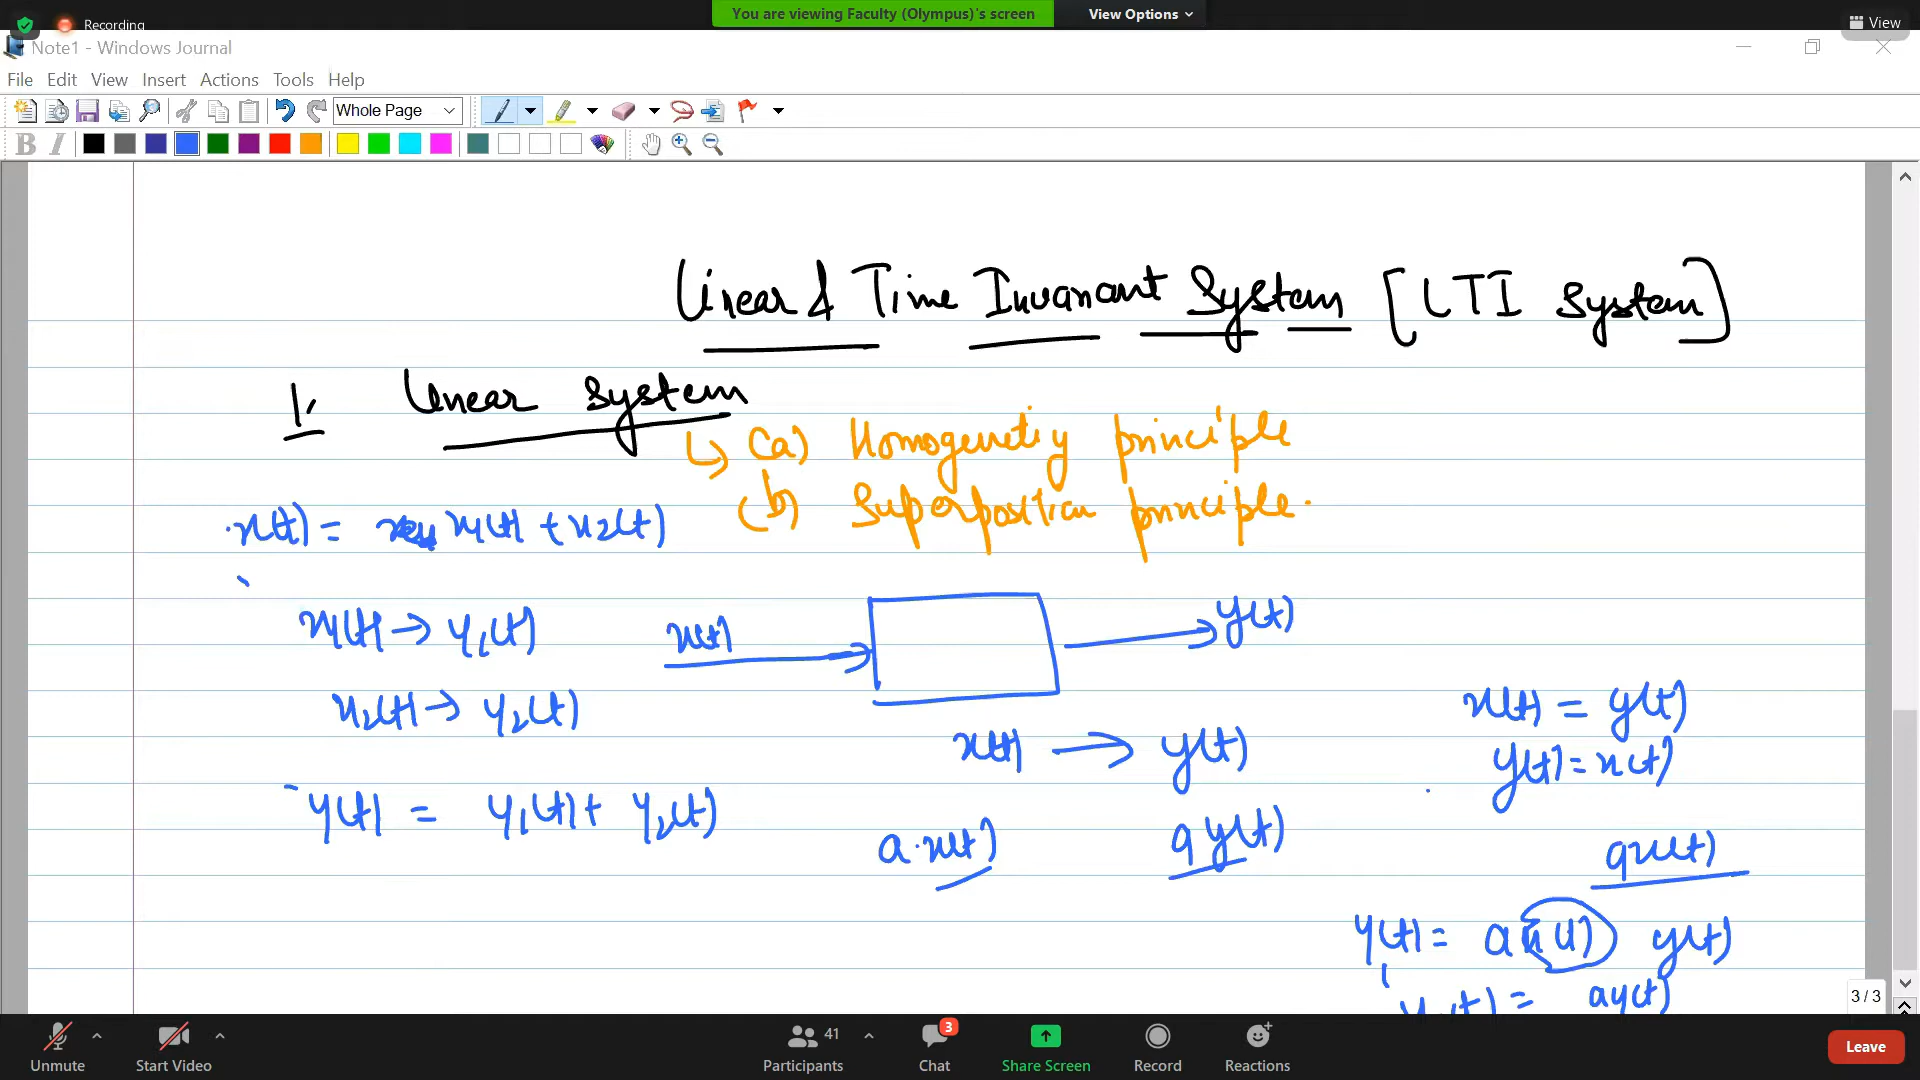 Recording
You are viewing Faculty (Olympus)'s screen
View Options
View
Note1 - Windows Journal
File Edit View Insert Actions Tools Help
Whole Page
B I
Linear & Time Invariant System [LTI System]
1. Linear System
↳ (a) Homogenetiy principle
(b) Superposition principle.
x(t) = x1(t) + x2(t)
x1(t) → y1(t)
x(t)
y(t)
x2(t) → y2(t)
x(t) → y(t)
x(t) = y(t)
y(t) = x(t)
y(t) = y1(t) + y2(t)
a.x(t)
a y(t)
ax(t)
y(t) = a x(t) y(t)
ay(t)
3 / 3
Unmute
Start Video
41
Participants
3
Chat
Share Screen
Record
Reactions
Leave